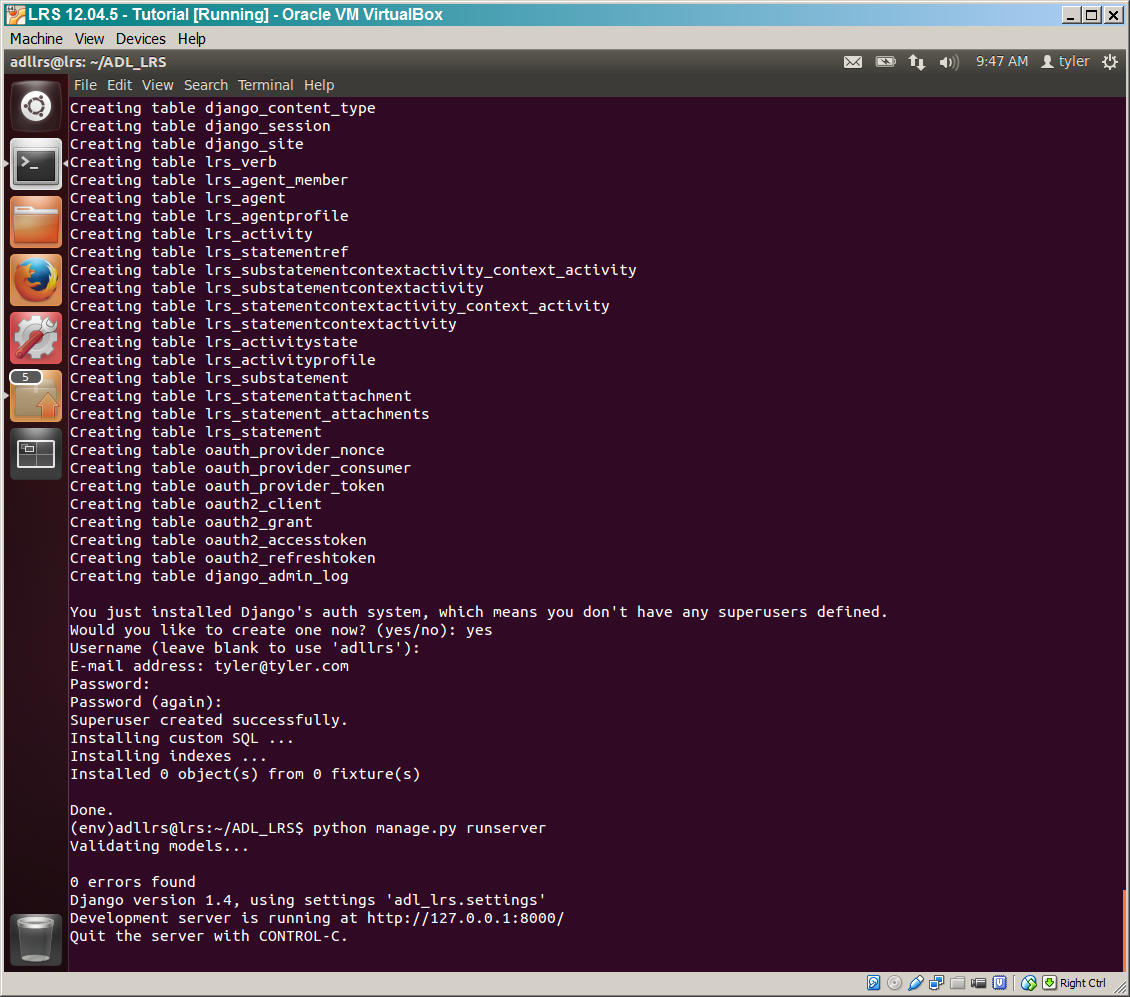 LRS 12.04.5 - Tutorial [Running] - Oracle VM VirtualBox
Machine View Devices Help
adllrs@lrs: ~/ADL_LRS 9:47 AM tyler
File Edit View Search Terminal Help
Creating table django_content_type
Creating table django_session
Creating table django_site
Creating table lrs_verb
Creating table lrs_agent_member
Creating table lrs_agent
Creating table lrs_agentprofile
Creating table lrs_activity
Creating table lrs_statementref
Creating table lrs_substatementcontextactivity_context_activity
Creating table lrs_substatementcontextactivity
Creating table lrs_statementcontextactivity_context_activity
Creating table lrs_statementcontextactivity
Creating table lrs_activitystate
Creating table lrs_activityprofile
Creating table lrs_substatement
Creating table lrs_statementattachment
Creating table lrs_statement_attachments
Creating table lrs_statement
Creating table oauth_provider_nonce
Creating table oauth_provider_consumer
Creating table oauth_provider_token
Creating table oauth2_client
Creating table oauth2_grant
Creating table oauth2_accesstoken
Creating table oauth2_refreshtoken
Creating table django_admin_log
You just installed Django's auth system, which means you don't have any superusers defined.
Would you like to create one now? (yes/no): yes
Username (leave blank to use 'adllrs'):
E-mail address: tyler@tyler.com
Password:
Password (again):
Superuser created successfully.
Installing custom SQL ...
Installing indexes ...
Installed 0 object(s) from 0 fixture(s)
Done.
(env)adllrs@lrs:~/ADL_LRS$ python manage.py runserver
Validating models...
0 errors found
Django version 1.4, using settings 'adl_lrs.settings'
Development server is running at http://127.0.0.1:8000/
Quit the server with CONTROL-C.
5
Right Ctrl